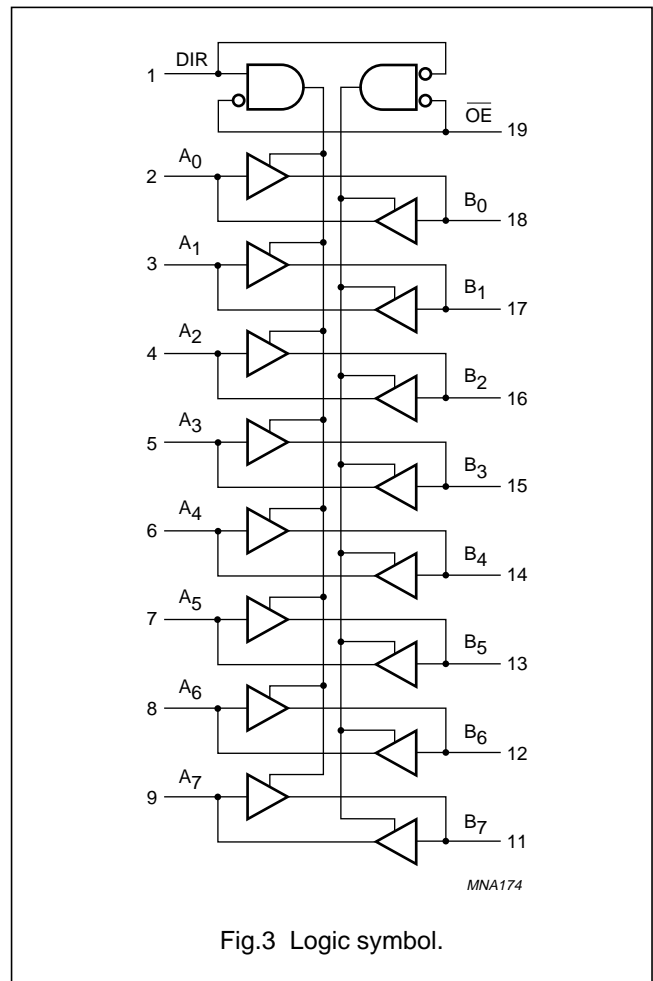 1 DIR
OE̅ 19
2 A0
B0 18
3 A1
B1 17
4 A2
B2 16
5 A3
B3 15
6 A4
B4 14
7 A5
B5 13
8 A6
B6 12
9 A7
B7 11
MNA174
Fig.3 Logic symbol.